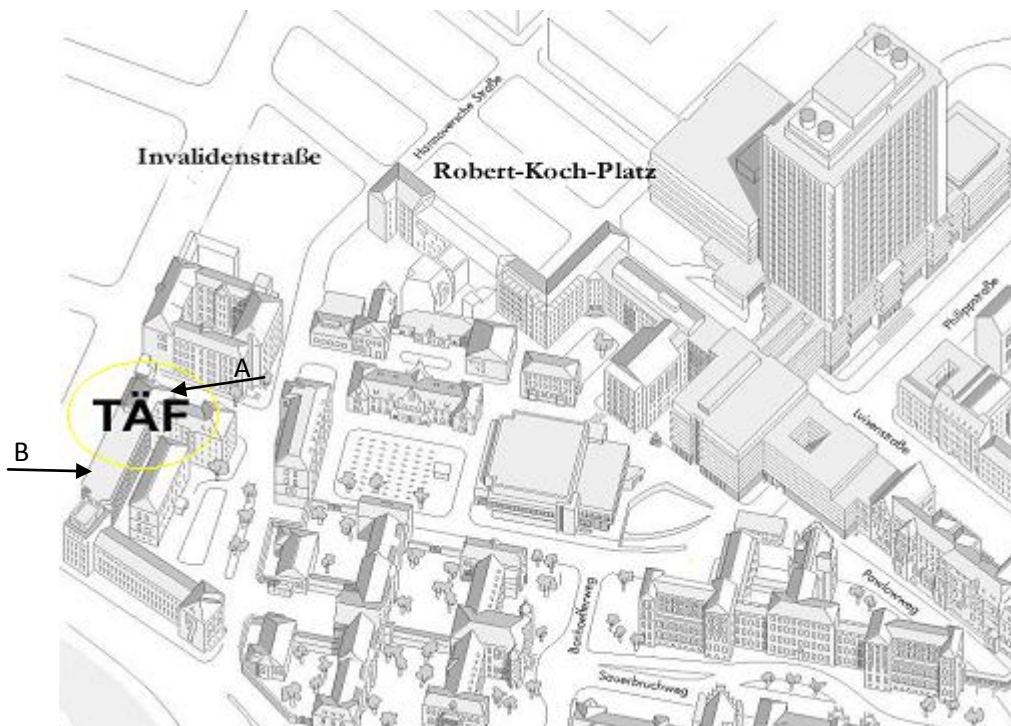 Hannoversche Straße
Invalidenstraße
Robert-Koch-Platz
Philippstraße
A
TÄF
Luisenstraße
B
Bonhoefferweg
Pawlowweg
Sauerbruchweg